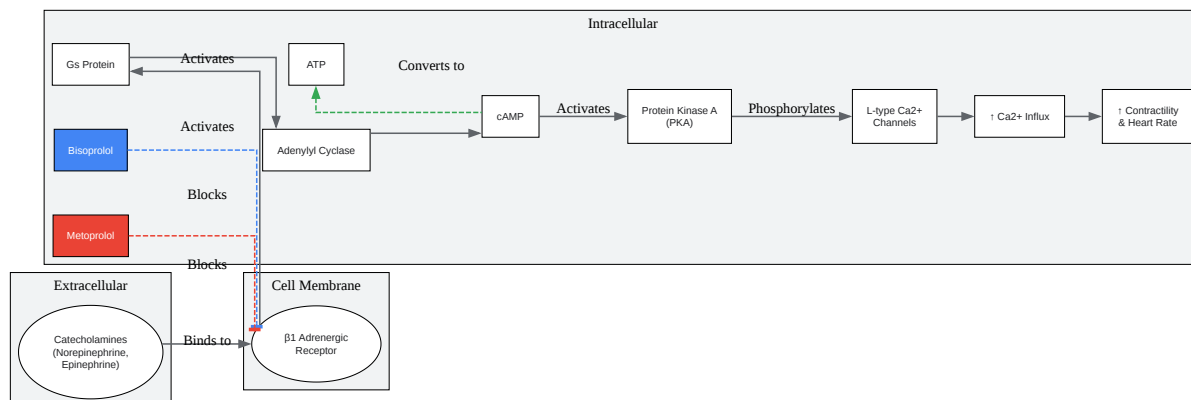 Intracellular
Gs Protein
Activates
ATP
Converts to
cAMP
Activates
Protein Kinase A
(PKA)
Phosphorylates
L-type Ca2+
Channels
↑ Ca2+ Influx
↑ Contractility
& Heart Rate
Activates
Bisoprolol
Adenylyl Cyclase
Blocks
Metoprolol
Blocks
Extracellular
Cell Membrane
Catecholamines
(Norepinephrine,
Epinephrine)
Binds to
β1 Adrenergic
Receptor